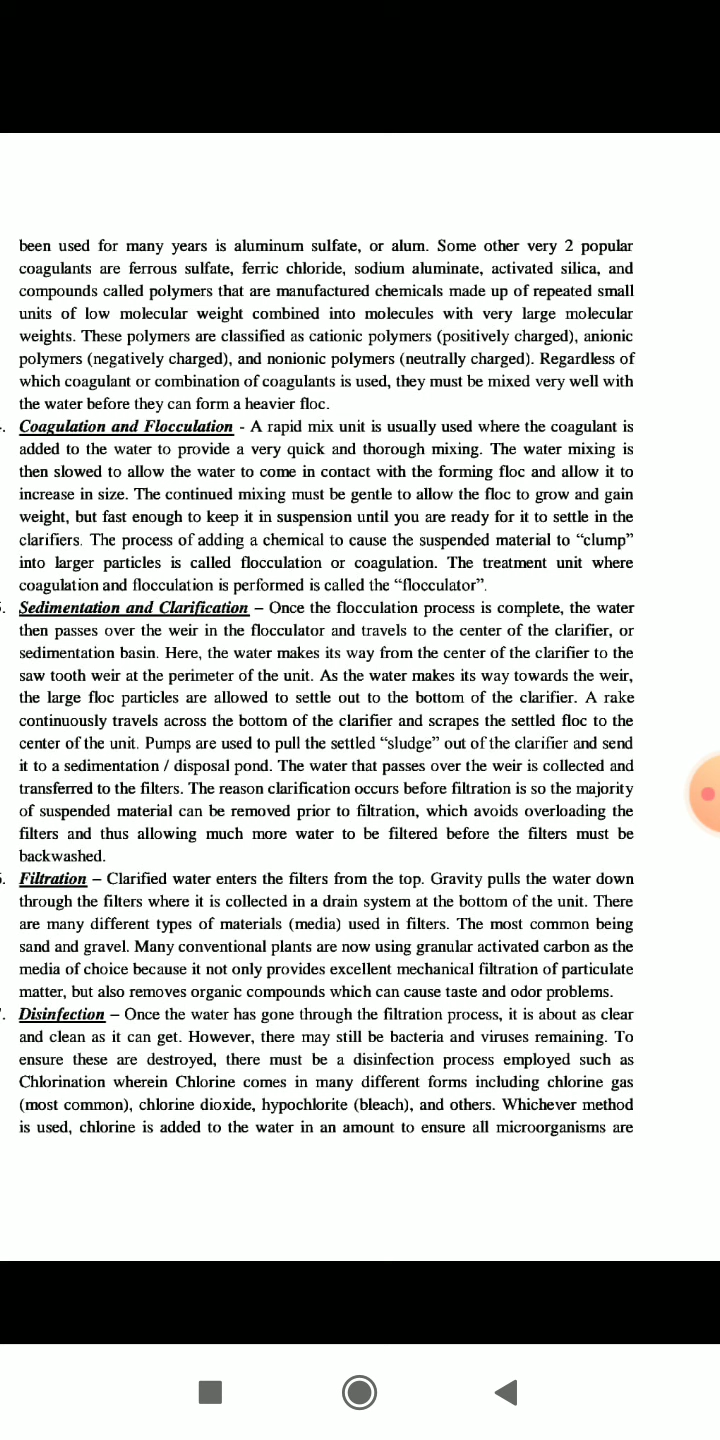 been used for many years is aluminum sulfate, or alum. Some other very 2 popular
coagulants are ferrous sulfate, ferric chloride, sodium aluminate, activated silica, and
compounds called polymers that are manufactured chemicals made up of repeated small
units of low molecular weight combined into molecules with very large molecular
weights. These polymers are classified as cationic polymers (positively charged), anionic
polymers (negatively charged), and nonionic polymers (neutrally charged). Regardless of
which coagulant or combination of coagulants is used, they must be mixed very well with
the water before they can form a heavier floc.
. Coagulation and Flocculation - A rapid mix unit is usually used where the coagulant is
added to the water to provide a very quick and thorough mixing. The water mixing is
then slowed to allow the water to come in contact with the forming floc and allow it to
increase in size. The continued mixing must be gentle to allow the floc to grow and gain
weight, but fast enough to keep it in suspension until you are ready for it to settle in the
clarifiers. The process of adding a chemical to cause the suspended material to “clump”
into larger particles is called flocculation or coagulation. The treatment unit where
coagulation and flocculation is performed is called the “flocculator”.
. Sedimentation and Clarification – Once the flocculation process is complete, the water
then passes over the weir in the flocculator and travels to the center of the clarifier, or
sedimentation basin. Here, the water makes its way from the center of the clarifier to the
saw tooth weir at the perimeter of the unit. As the water makes its way towards the weir,
the large floc particles are allowed to settle out to the bottom of the clarifier. A rake
continuously travels across the bottom of the clarifier and scrapes the settled floc to the
center of the unit. Pumps are used to pull the settled “sludge” out of the clarifier and send
it to a sedimentation / disposal pond. The water that passes over the weir is collected and
transferred to the filters. The reason clarification occurs before filtration is so the majority
of suspended material can be removed prior to filtration, which avoids overloading the
filters and thus allowing much more water to be filtered before the filters must be
backwashed.
. Filtration – Clarified water enters the filters from the top. Gravity pulls the water down
through the filters where it is collected in a drain system at the bottom of the unit. There
are many different types of materials (media) used in filters. The most common being
sand and gravel. Many conventional plants are now using granular activated carbon as the
media of choice because it not only provides excellent mechanical filtration of particulate
matter, but also removes organic compounds which can cause taste and odor problems.
. Disinfection – Once the water has gone through the filtration process, it is about as clear
and clean as it can get. However, there may still be bacteria and viruses remaining. To
ensure these are destroyed, there must be a disinfection process employed such as
Chlorination wherein Chlorine comes in many different forms including chlorine gas
(most common), chlorine dioxide, hypochlorite (bleach), and others. Whichever method
is used, chlorine is added to the water in an amount to ensure all microorganisms are